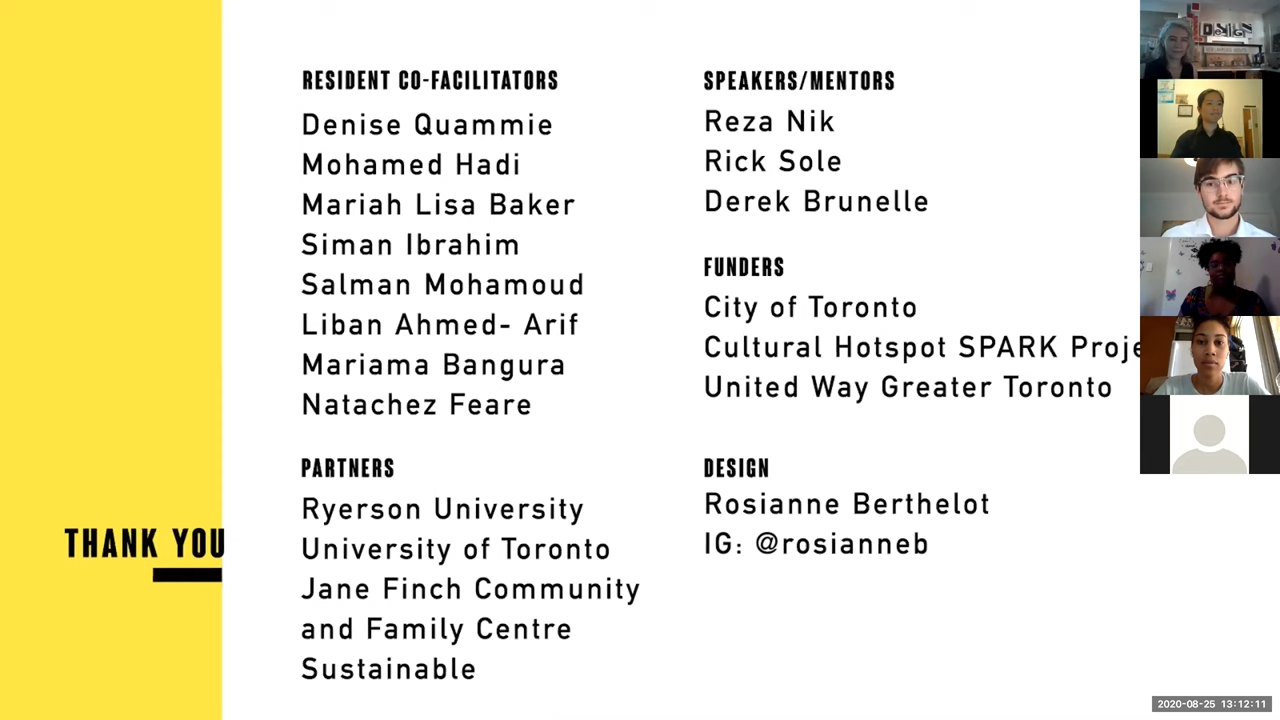 THANK YOU
RESIDENT CO-FACILITATORS
Denise Quammie
Mohamed Hadi
Mariah Lisa Baker
Siman Ibrahim
Salman Mohamoud
Liban Ahmed- Arif
Mariama Bangura
Natachez Feare
PARTNERS
Ryerson University
University of Toronto
Jane Finch Community
and Family Centre
Sustainable
SPEAKERS/MENTORS
Reza Nik
Rick Sole
Derek Brunelle
FUNDERS
City of Toronto
Cultural Hotspot SPARK Proje
United Way Greater Toronto
DESIGN
Rosianne Berthelot
IG: @rosianneb
2020-08-25 13:12:11